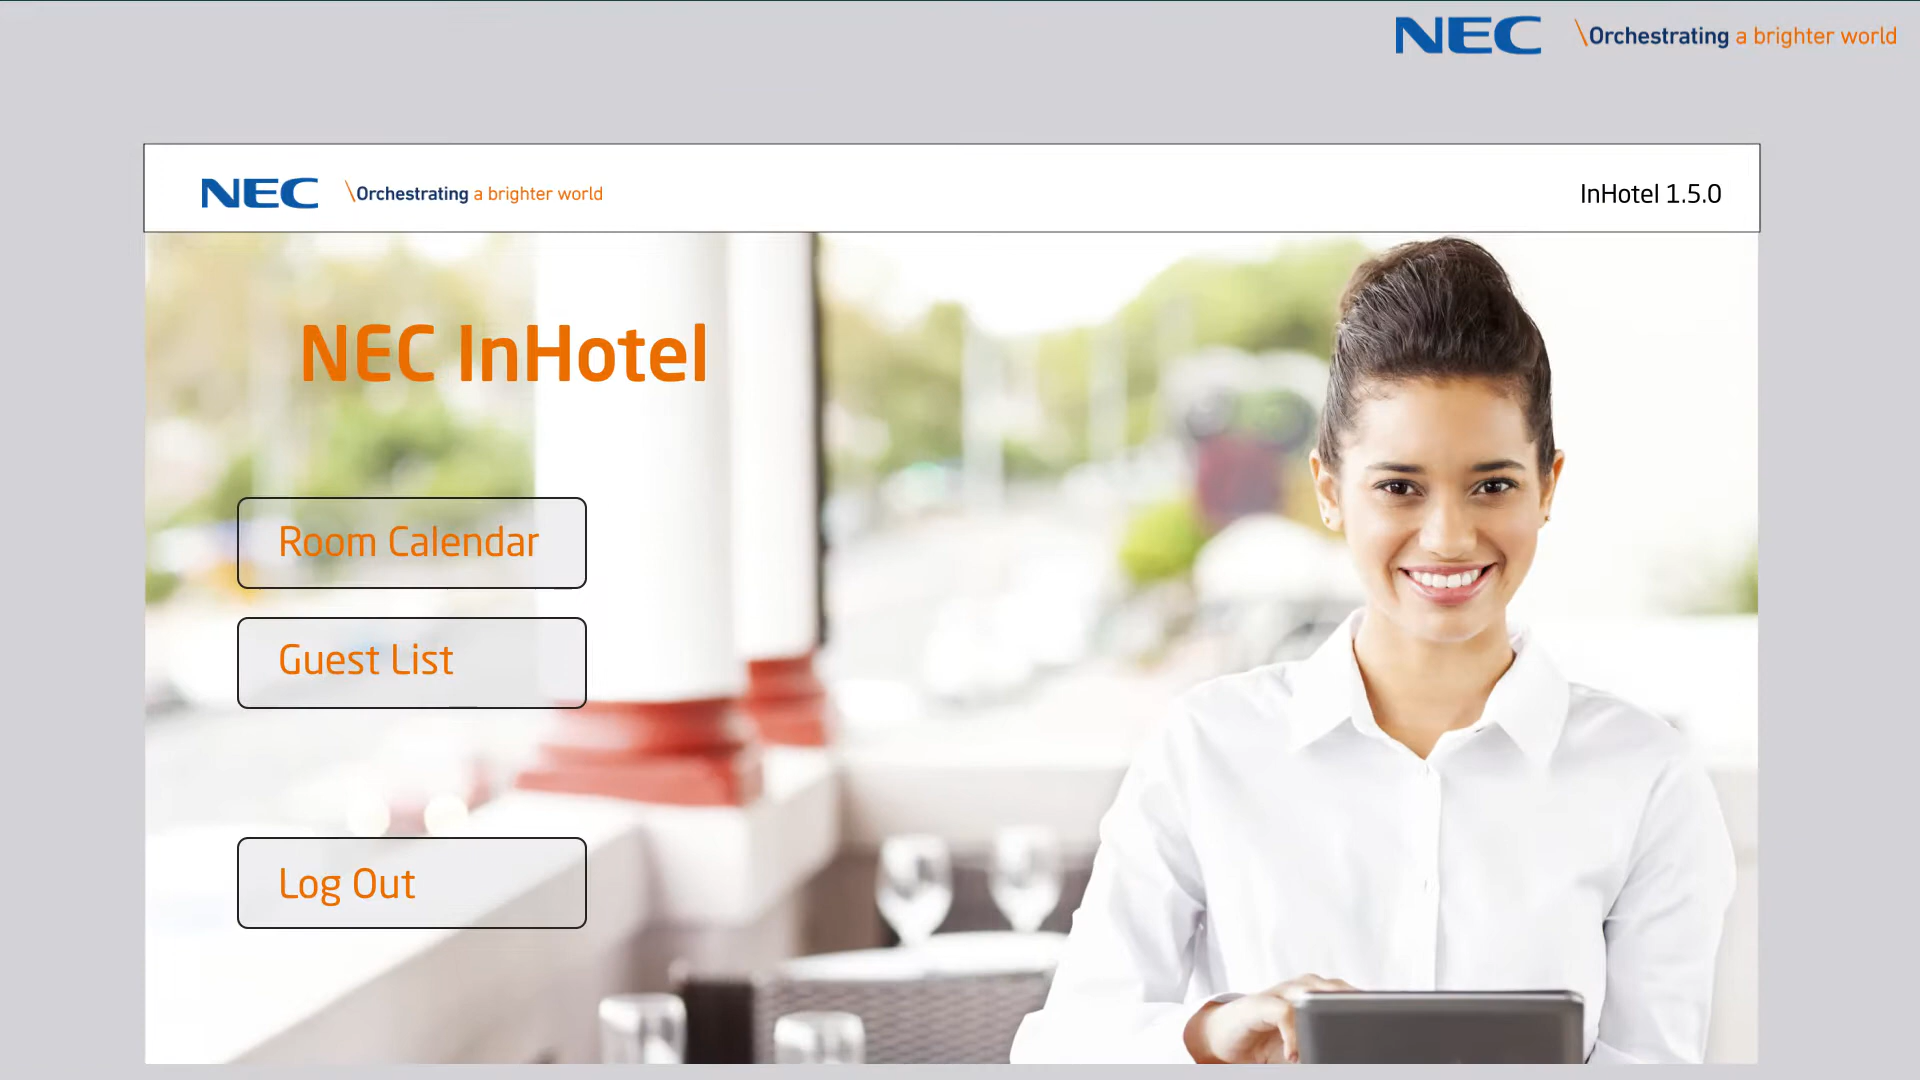 NEC \Orchestrating a brighter world
NEC \Orchestrating a brighter world
InHotel 1.5.0
NEC InHotel
Room Calendar
Guest List
Log Out